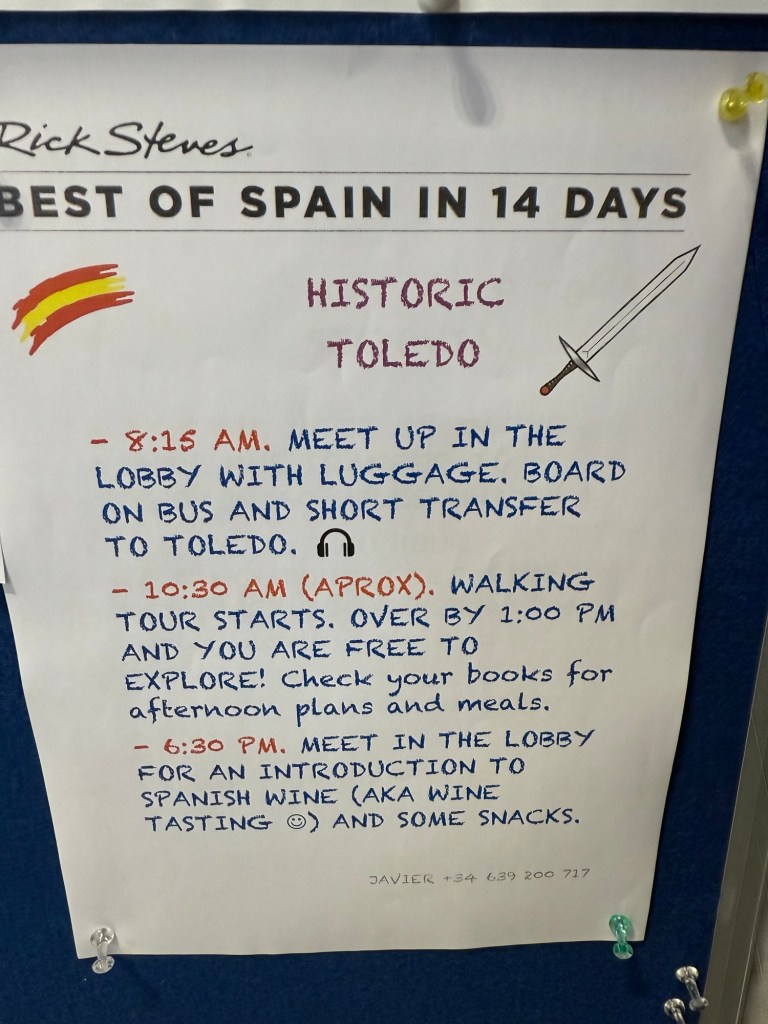 Rick Steves
BEST OF SPAIN IN 14 DAYS
HISTORIC
TOLEDO
- 8:15 AM. MEET UP IN THE
LOBBY WITH LUGGAGE. BOARD
ON BUS AND SHORT TRANSFER
TO TOLEDO.
- 10:30 AM (APROX). WALKING
TOUR STARTS. OVER BY 1:00 PM
AND YOU ARE FREE TO
EXPLORE! Check your books for
afternoon plans and meals.
- 6:30 PM. MEET IN THE LOBBY
FOR AN INTRODUCTION TO
SPANISH WINE (AKA WINE
TASTING ☺) AND SOME SNACKS.
JAVIER +34 639 200 717